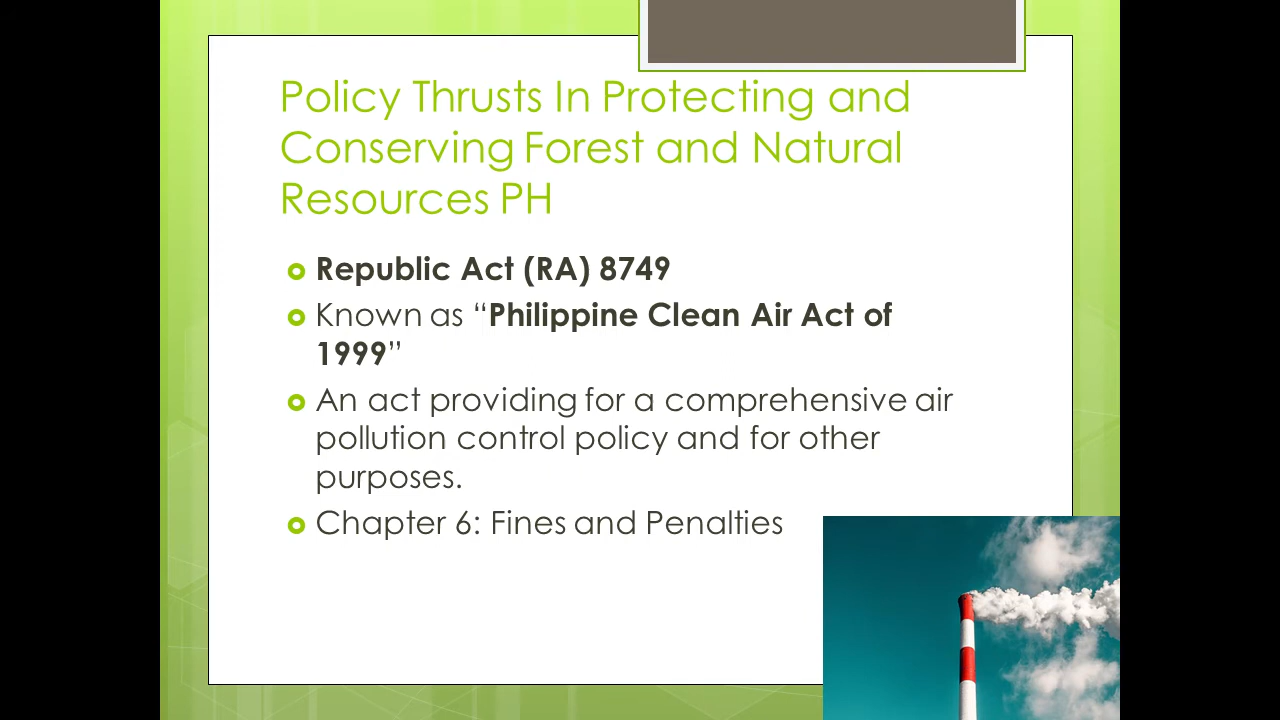 Policy Thrusts In Protecting and
Conserving Forest and Natural
Resources PH
Republic Act (RA) 8749
Known as “Philippine Clean Air Act of
1999”
An act providing for a comprehensive air
pollution control policy and for other
purposes.
Chapter 6: Fines and Penalties